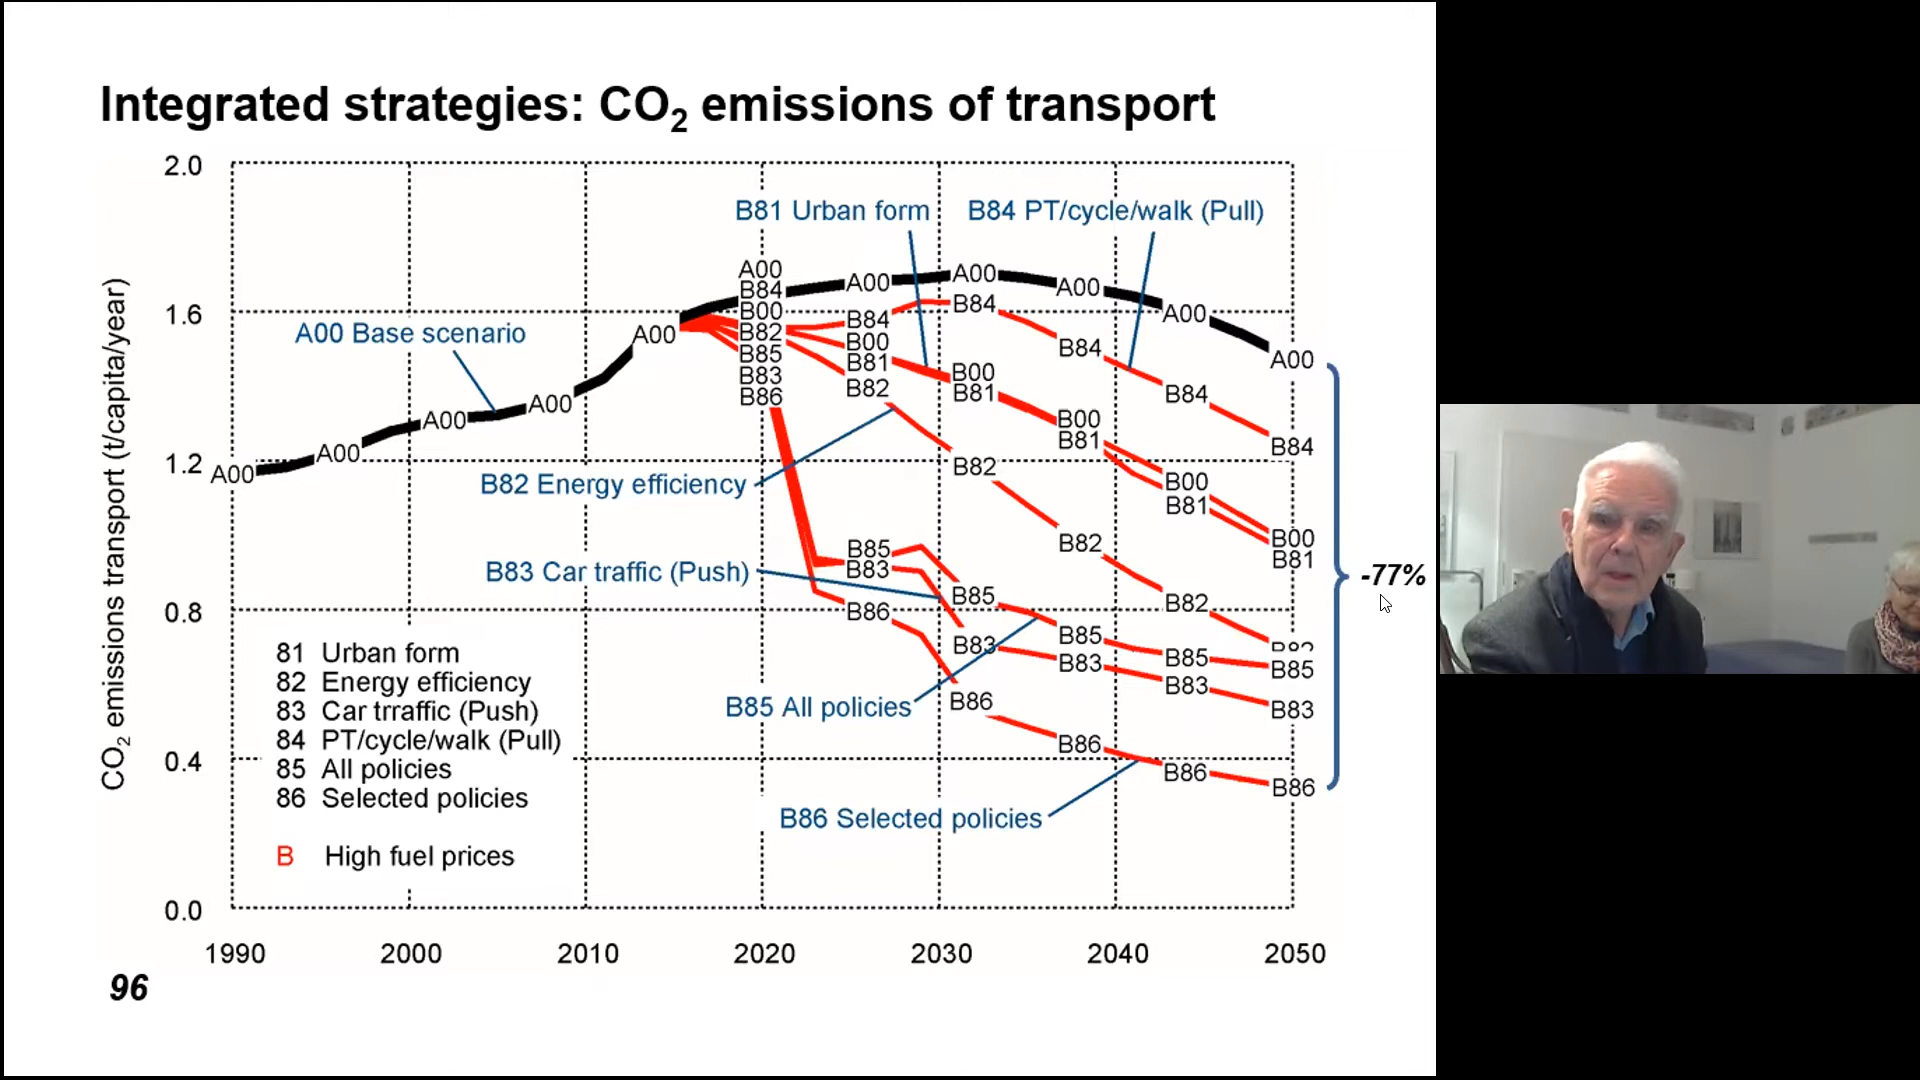 Integrated strategies: CO₂ emissions of transport
CO₂ emissions transport (t/capita/year)
2.0
1.6
1.2
0.8
0.4
0.0
1990 2000 2010 2020 2030 2040 2050
B81 Urban form
B84 PT/cycle/walk (Pull)
A00 Base scenario
B82 Energy efficiency
B83 Car traffic (Push)
B85 All policies
B86 Selected policies
A00
A00
A00
A00
A00
A00
B84
B00
B82
B85
B83
B86
A00
B84
B00
B81
B82
B85
B83
B86
A00
B84
B00
B81
B82
B85
B83
B86
A00
B84
B00
B81
B82
B85
B83
B86
A00
B84
B00
B81
B82
B85
B83
B86
A00
B84
B00
B81
B85
B83
B86
-77%
81 Urban form
82 Energy efficiency
83 Car trraffic (Push)
84 PT/cycle/walk (Pull)
85 All policies
86 Selected policies
B High fuel prices
96